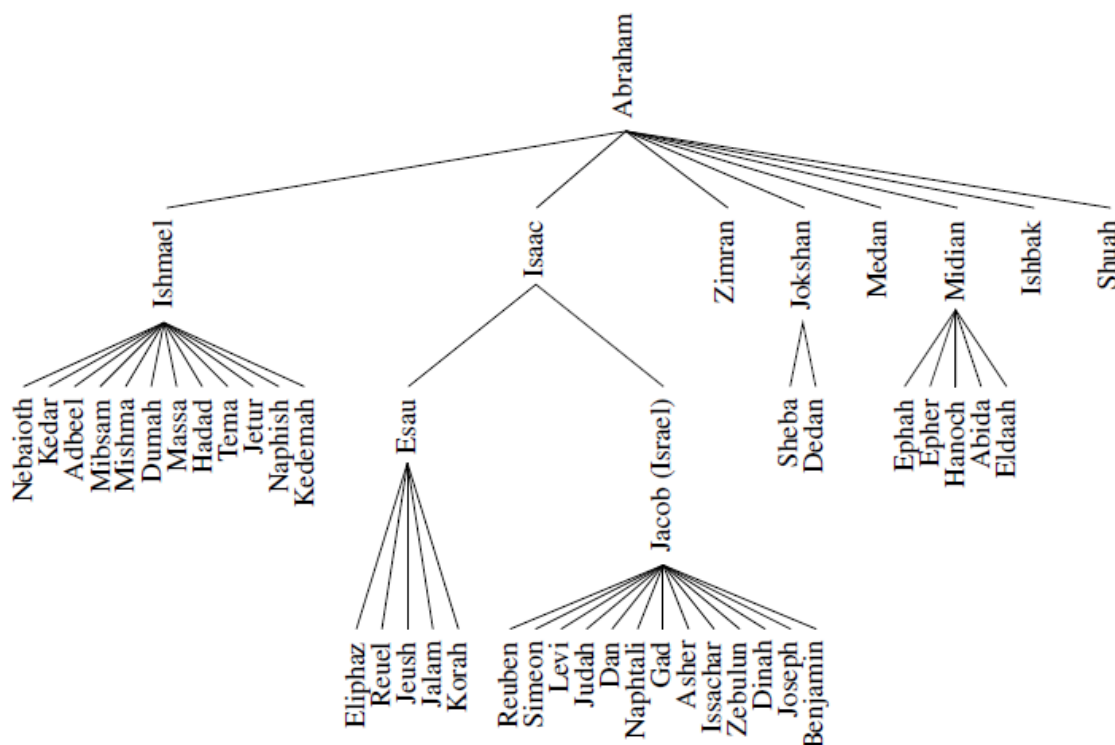 Abraham
Ishmael
Isaac
Zimran
Jokshan
Medan
Midian
Ishbak
Shuah
Nebaioth
Kedar
Adbeel
Mibsam
Mishma
Dumah
Massa
Hadad
Tema
Jetur
Naphish
Kedemah
Esau
Jacob (Israel)
Sheba
Dedan
Ephah
Epher
Hanoch
Abida
Eldaah
Eliphaz
Reuel
Jeush
Jalam
Korah
Reuben
Simeon
Levi
Judah
Dan
Naphtali
Gad
Asher
Issachar
Zebulun
Dinah
Joseph
Benjamin